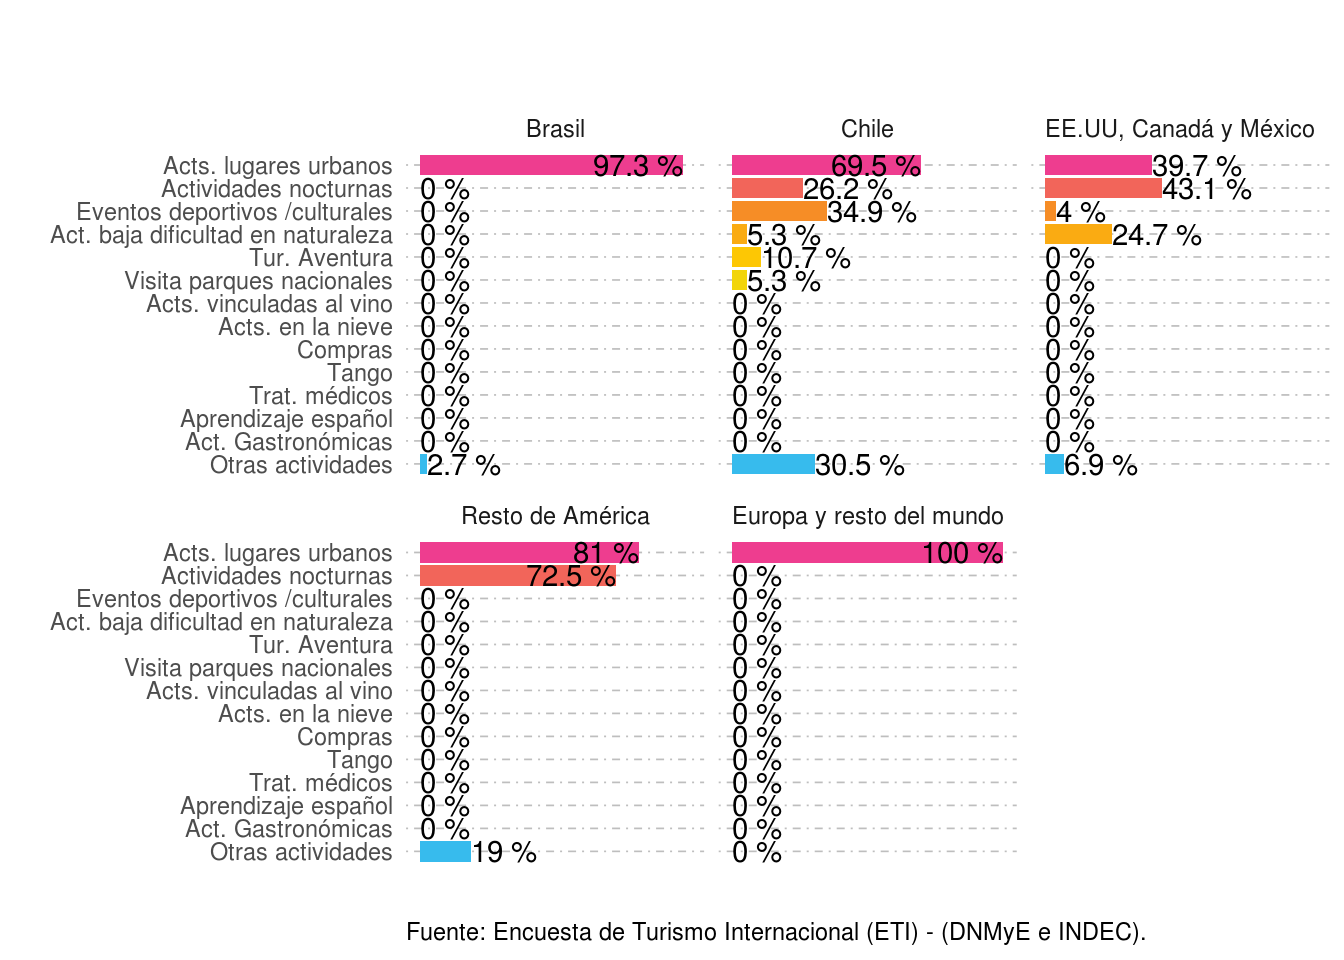 Brasil Chile EE.UU, Canadá y México
Acts. lugares urbanos 97.3 % 69.5 % 39.7 %
Actividades nocturnas 0 % 26.2 % 43.1 %
Eventos deportivos /culturales 0 % 34.9 % 4 %
Act. baja dificultad en naturaleza 0 % 5.3 % 24.7 %
Tur. Aventura 0 % 10.7 % 0 %
Visita parques nacionales 0 % 5.3 % 0 %
Acts. vinculadas al vino 0 % 0 % 0 %
Acts. en la nieve 0 % 0 % 0 %
Compras 0 % 0 % 0 %
Tango 0 % 0 % 0 %
Trat. médicos 0 % 0 % 0 %
Aprendizaje español 0 % 0 % 0 %
Act. Gastronómicas 0 % 0 % 0 %
Otras actividades 2.7 % 30.5 % 6.9 %
Resto de América Europa y resto del mundo
Acts. lugares urbanos 81 % 100 %
Actividades nocturnas 72.5 % 0 %
Eventos deportivos /culturales 0 % 0 %
Act. baja dificultad en naturaleza 0 % 0 %
Tur. Aventura 0 % 0 %
Visita parques nacionales 0 % 0 %
Acts. vinculadas al vino 0 % 0 %
Acts. en la nieve 0 % 0 %
Compras 0 % 0 %
Tango 0 % 0 %
Trat. médicos 0 % 0 %
Aprendizaje español 0 % 0 %
Act. Gastronómicas 0 % 0 %
Otras actividades 19 % 0 %
Fuente: Encuesta de Turismo Internacional (ETI) - (DNMyE e INDEC).